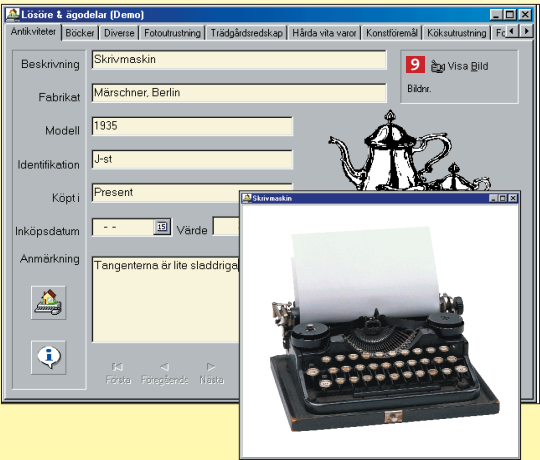 Lösöre & ägodelar (Demo)
Antikviteter Böcker Diverse Fotoutrustning Trädgårdsredskap Hårda vita varor Konstföremål Köksutrustning
Beskrivning Skrivmaskin
9 Visa Bild
Fabrikat Märschner, Berlin
Bildnr.
Modell 1935
Identifikation J-st
Köpt i Present
Skrivmaskin
Inköpsdatum - - 15 Värde
Anmärkning Tangenterna är lite sladdriga
Första Föregående Nästa